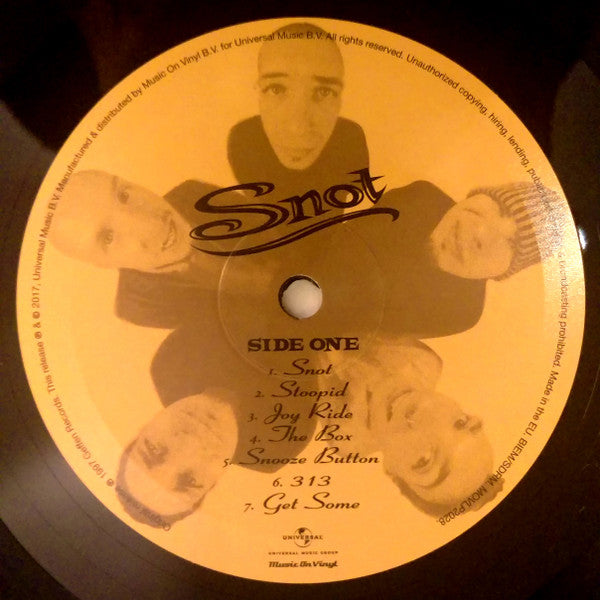 Snot
SIDE ONE
1. Snot
2. Stoopid
3. Joy Ride
4. The Box
5. Snooze Button
6. 313
7. Get Some
UNIVERSAL
UNIVERSAL MUSIC GROUP
Music On Vinyl
℗ 1997 Geffen Records. This release ℗ & © 2017, Universal Music B.V. Manufactured & distributed by Music On Vinyl B.V. for Universal Music B.V. All rights reserved. Unauthorized copying, hiring, lending, broadcasting prohibited. Made in the EU. BIEM/SDRM. MOVLP2028.